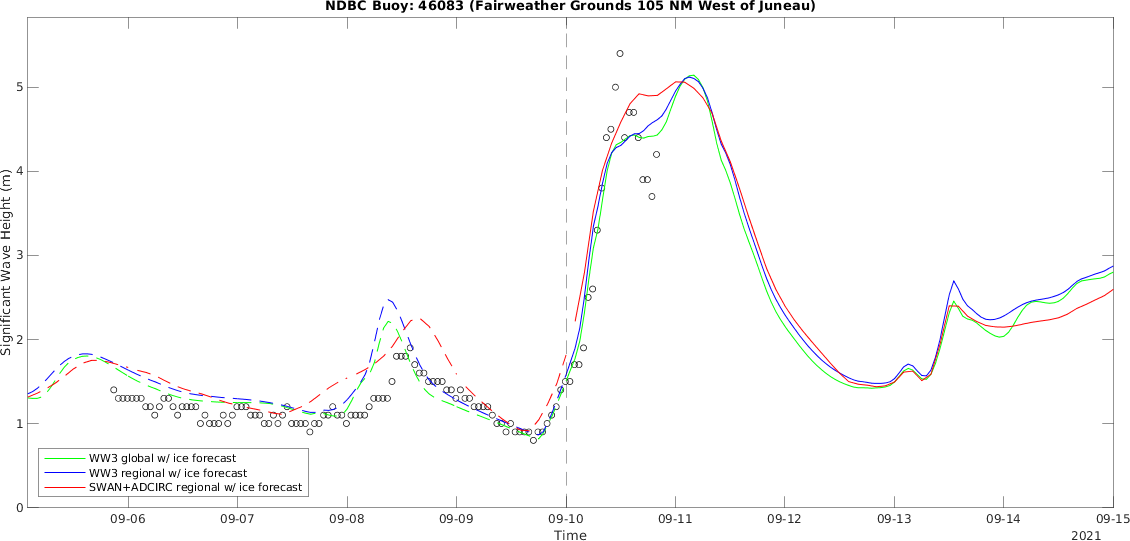 NDBC Buoy: 46083 (Fairweather Grounds 105 NM West of Juneau)
Significant Wave Height (m)
5
4
3
2
1
0
WW3 global w/ ice forecast
WW3 regional w/ ice forecast
SWAN+ADCIRC regional w/ ice forecast
09-06 09-07 09-08 09-09 09-10 09-11 09-12 09-13 09-14 09-15
Time
2021